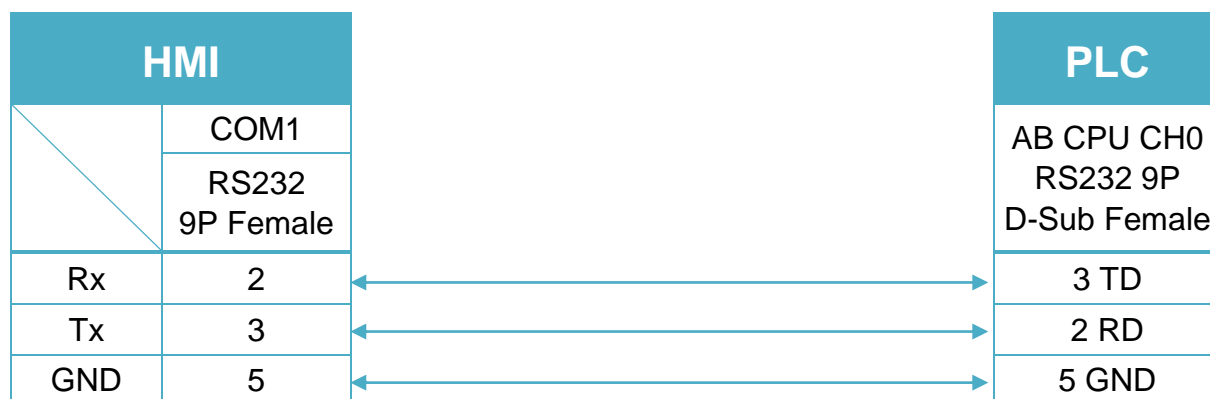 HMI
PLC
COM1
RS232
9P Female
AB CPU CH0
RS232 9P
D-Sub Female
Rx 2 3 TD
Tx 3 2 RD
GND 5 5 GND